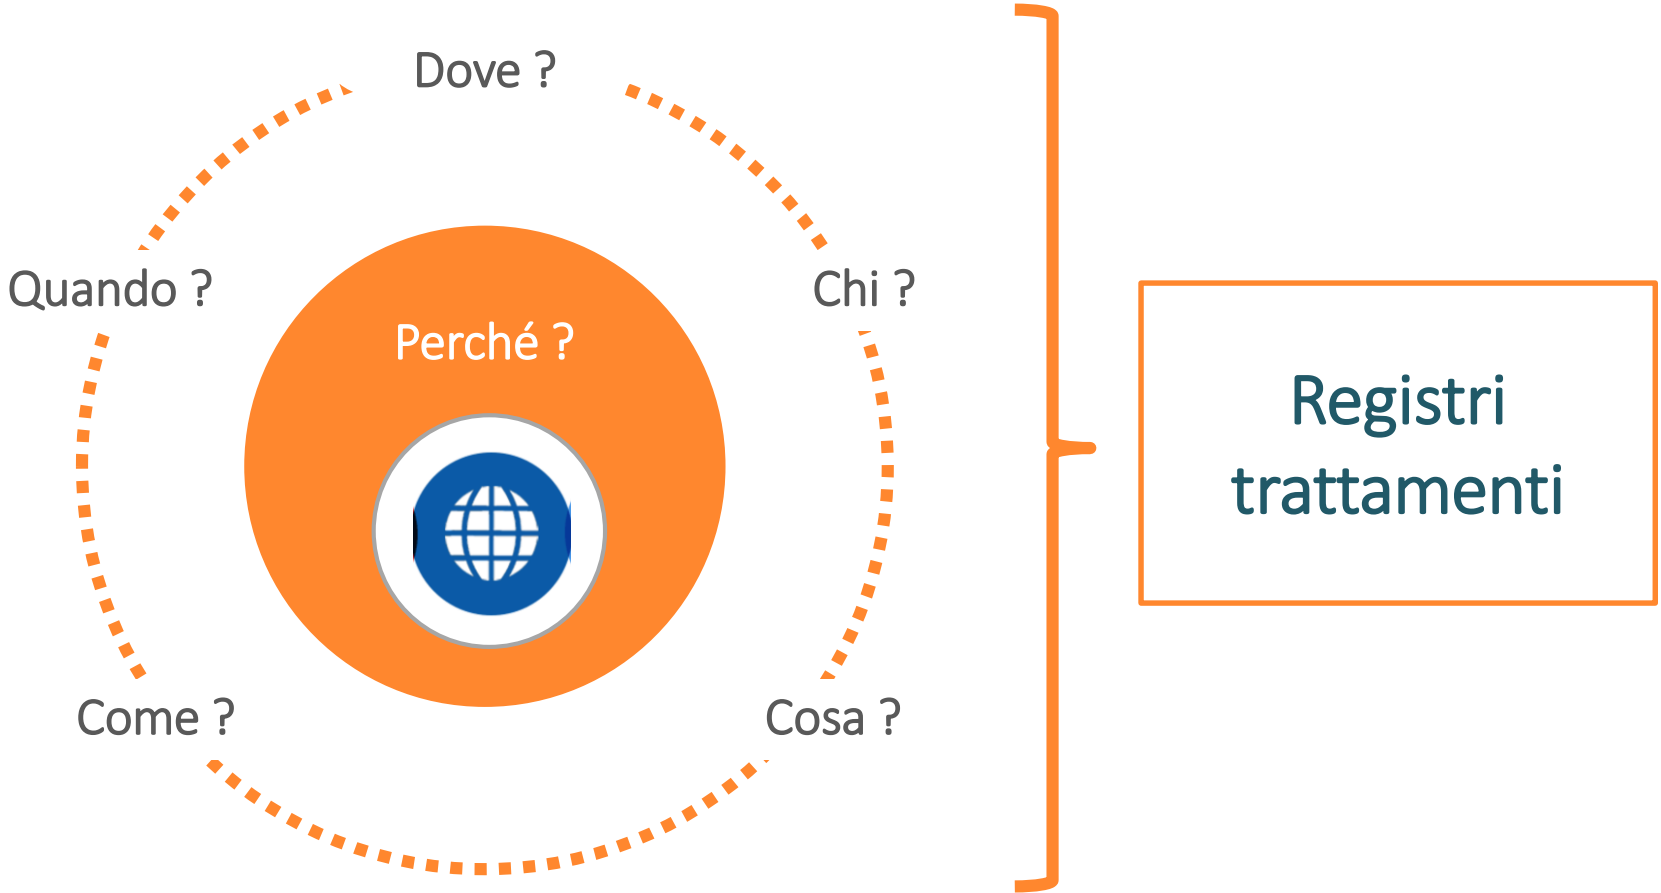 Dove ?
Quando ?
Chi ?
Perché ?
Registri
trattamenti
Come ?
Cosa ?